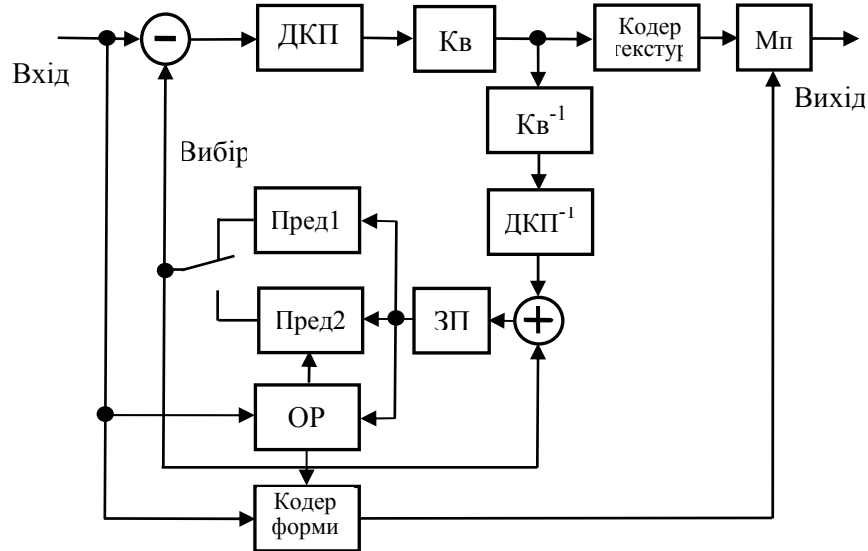 Вхід
−
ДКП
Кв
Кодер
текстур
Мп
Вихід
Кв-1
Вибір
ДКП-1
Пред1
Пред2
ЗП
+
ОР
Кодер
форми